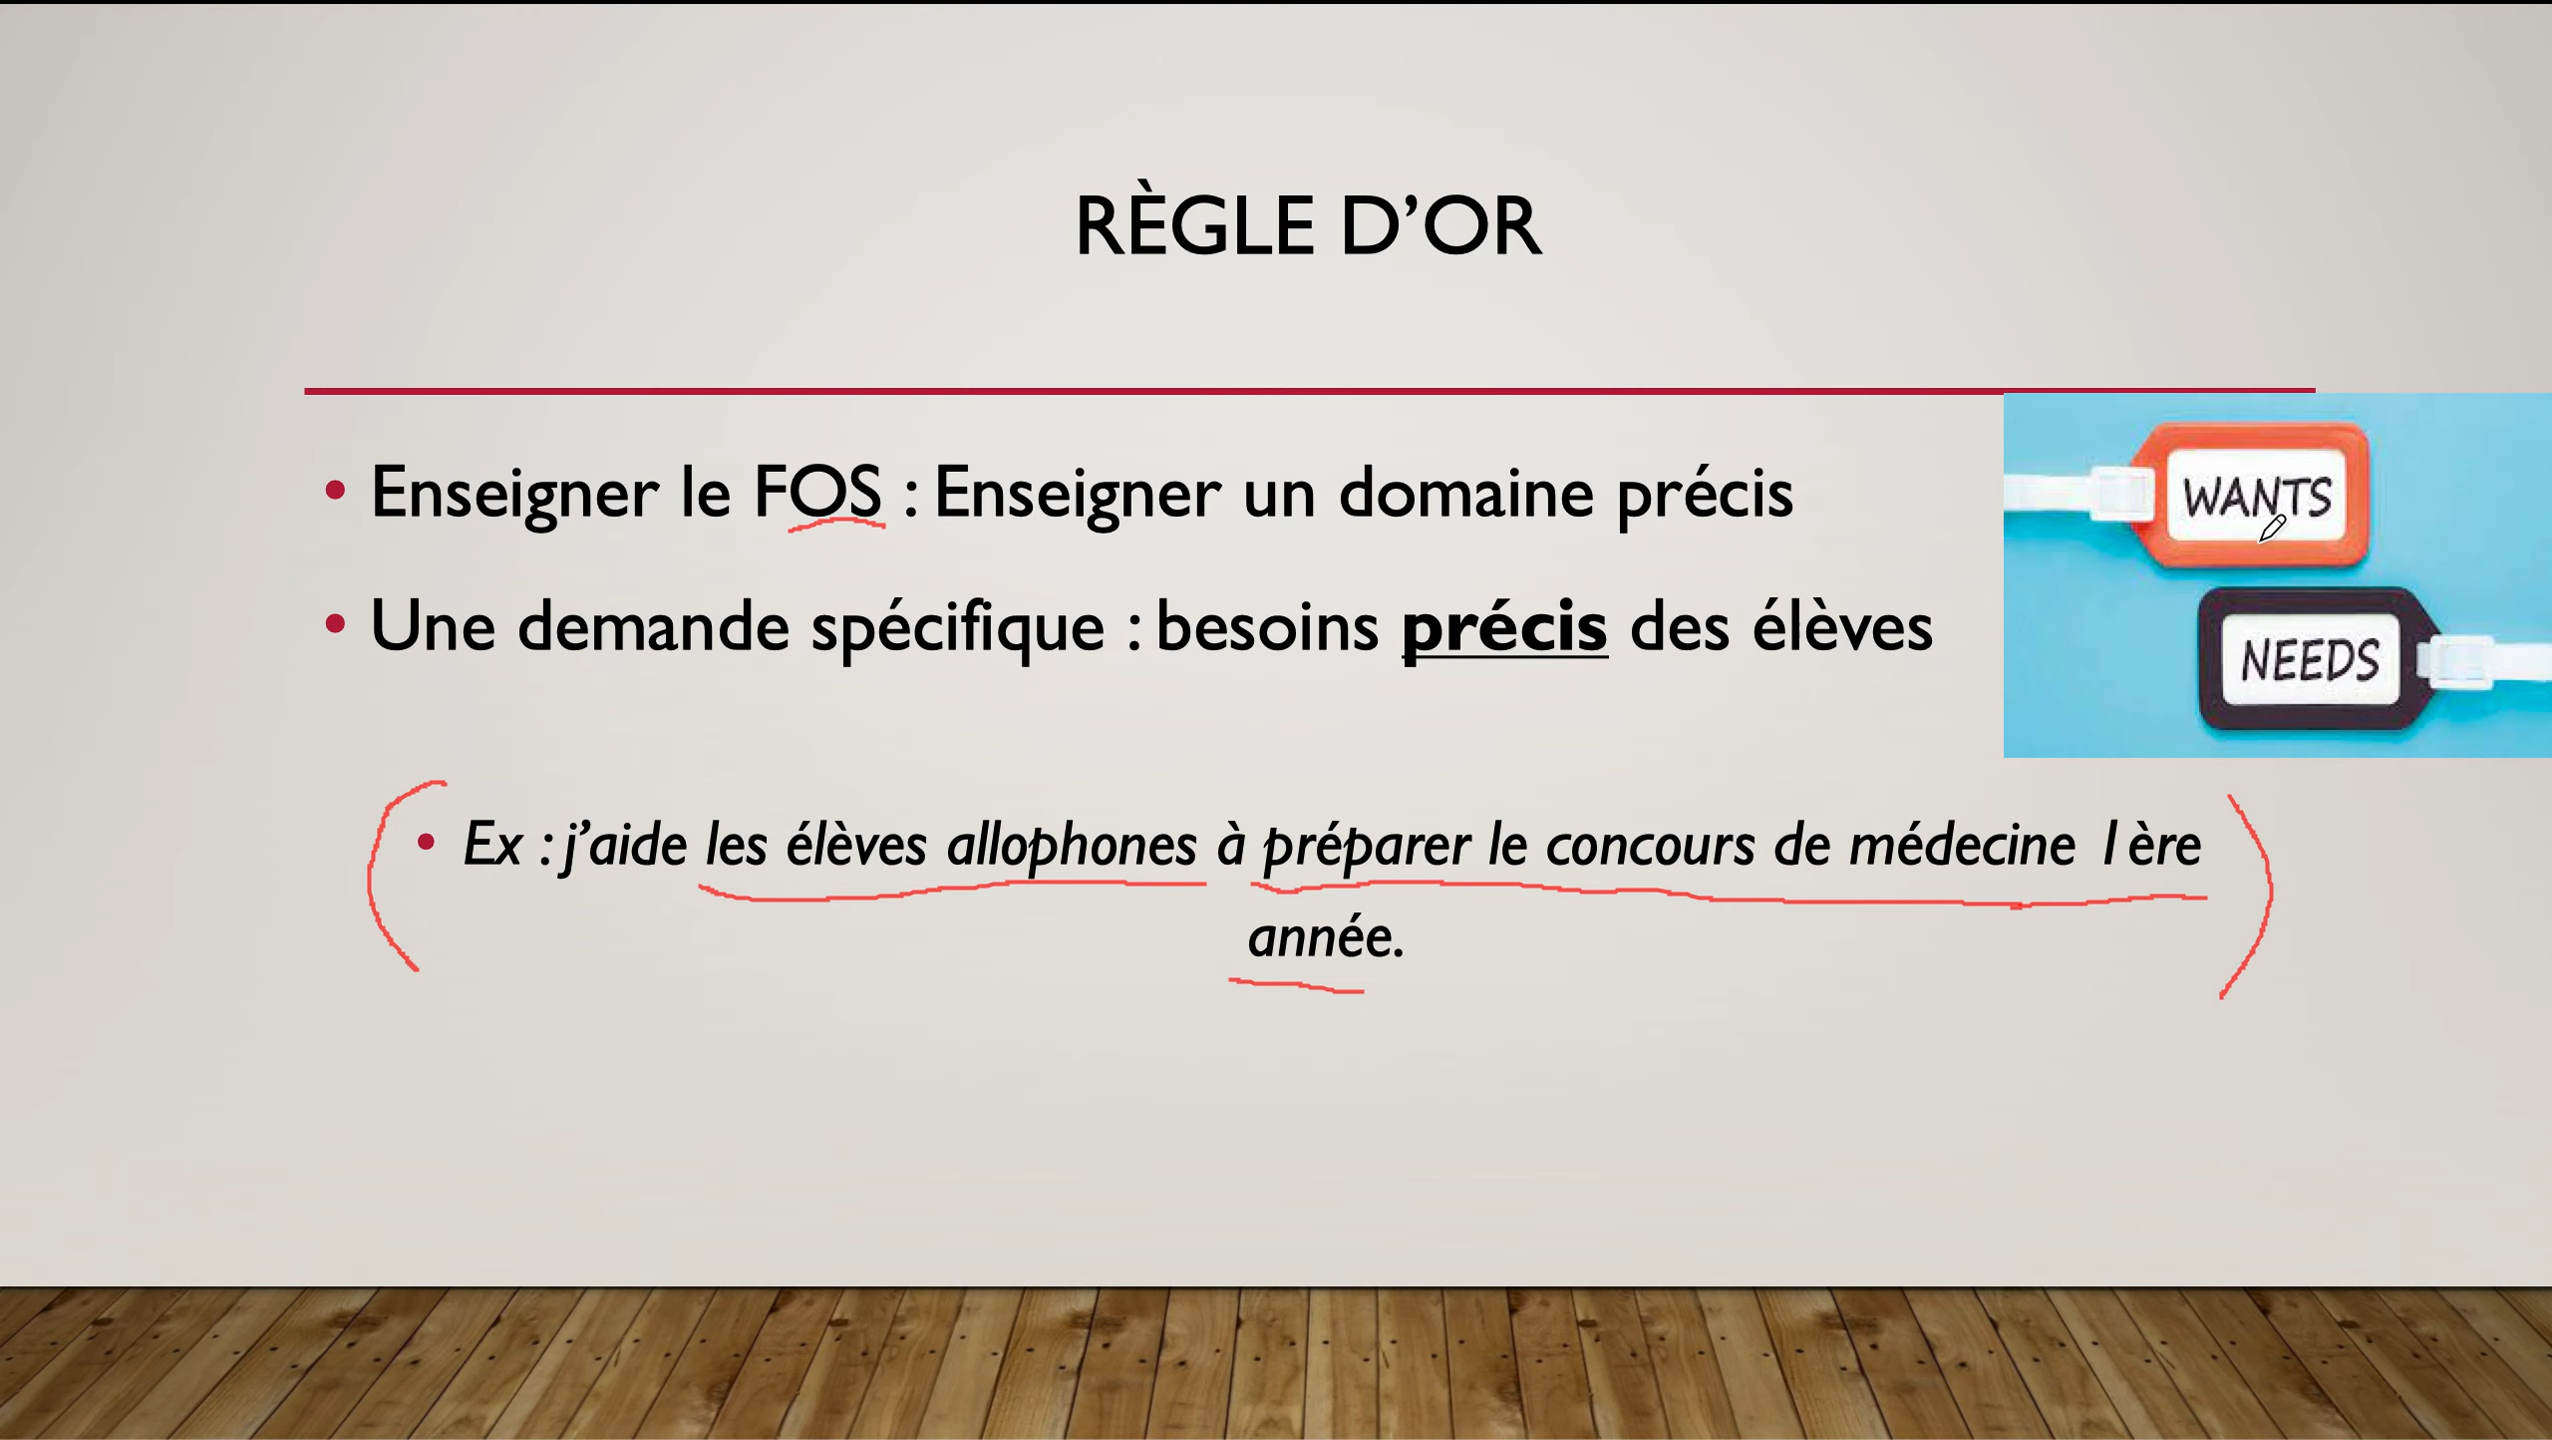 RÈGLE D’OR
• Enseigner le FOS : Enseigner un domaine précis
• Une demande spécifique : besoins précis des élèves
WANTS
NEEDS
• Ex : j’aide les élèves allophones à préparer le concours de médecine 1ère
année.